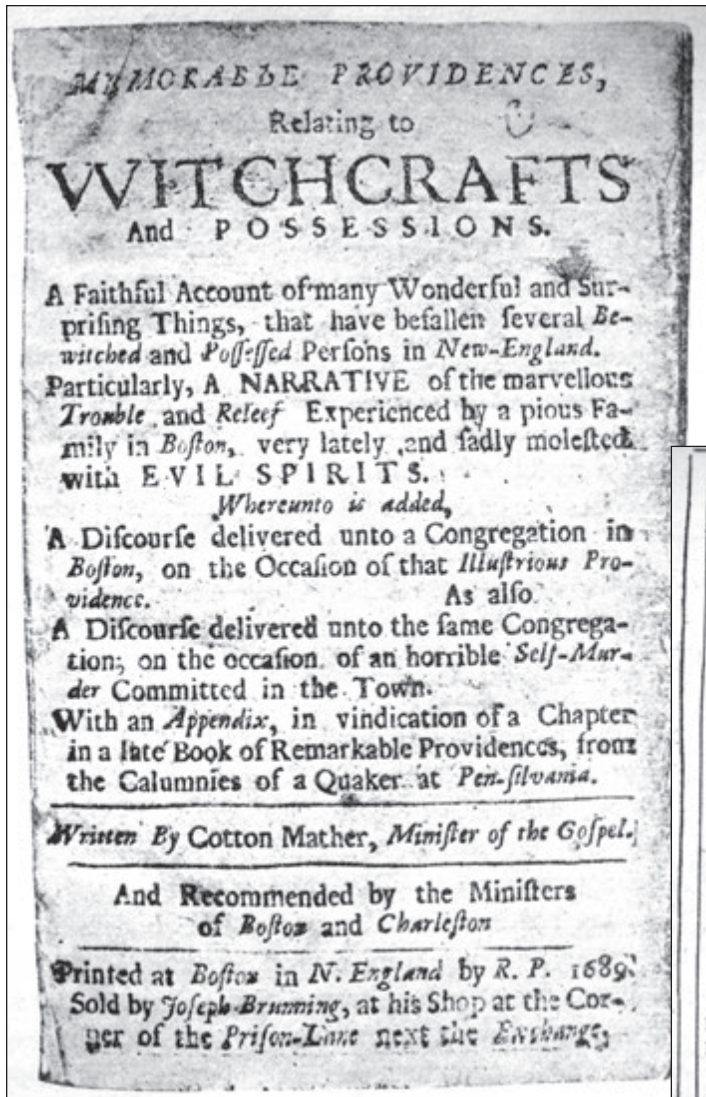 MEMORABLE PROVIDENCES,
Relating to
WITCHCRAFTS
And POSSESSIONS.
A Faithful Account of many Wonderful and Sur-
priſing Things, that have befallen ſeveral Be-
witched and Poſſeſſed Perſons in New-England.
Particularly, A NARRATIVE of the marvellous
Trouble and Releef Experienced by a pious Fa-
mily in Boſton, very lately and ſadly moleſted
with EVIL SPIRITS.
Whereunto is added,
A Diſcourſe delivered unto a Congregation in
Boſton, on the Occaſion of that Illuſtrious Pro-
vidence. As alſo
A Diſcourſe delivered unto the ſame Congrega-
tion; on the occaſion of an horrible Self-Mur-
der Committed in the Town.
With an Appendix, in vindication of a Chapter
in a late Book of Remarkable Providences, from
the Calumnies of a Quaker at Pen-ſilvania.
Written By Cotton Mather, Miniſter of the Goſpel.
And Recommended by the Miniſters
of Boſton and Charleſton
Printed at Boſton in N. England by R. P. 1689.
Sold by Joſeph Brunning, at his Shop at the Cor-
ner of the Priſon-Lane next the Exchange,